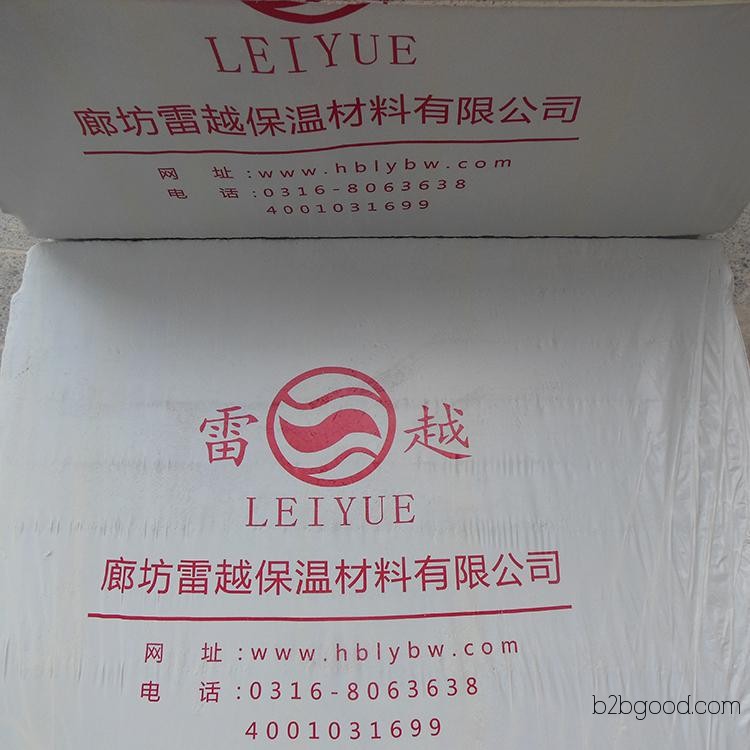 LEIYUE
廊坊雷越保温材料有限公司
网 址:www.hblybw.com
电 话:0316-8063638
4001031699
雷 越
LEIYUE
廊坊雷越保温材料有限公司
网 址:www.hblybw.com
电 话:0316-8063638
4001031699
b2bgood.com